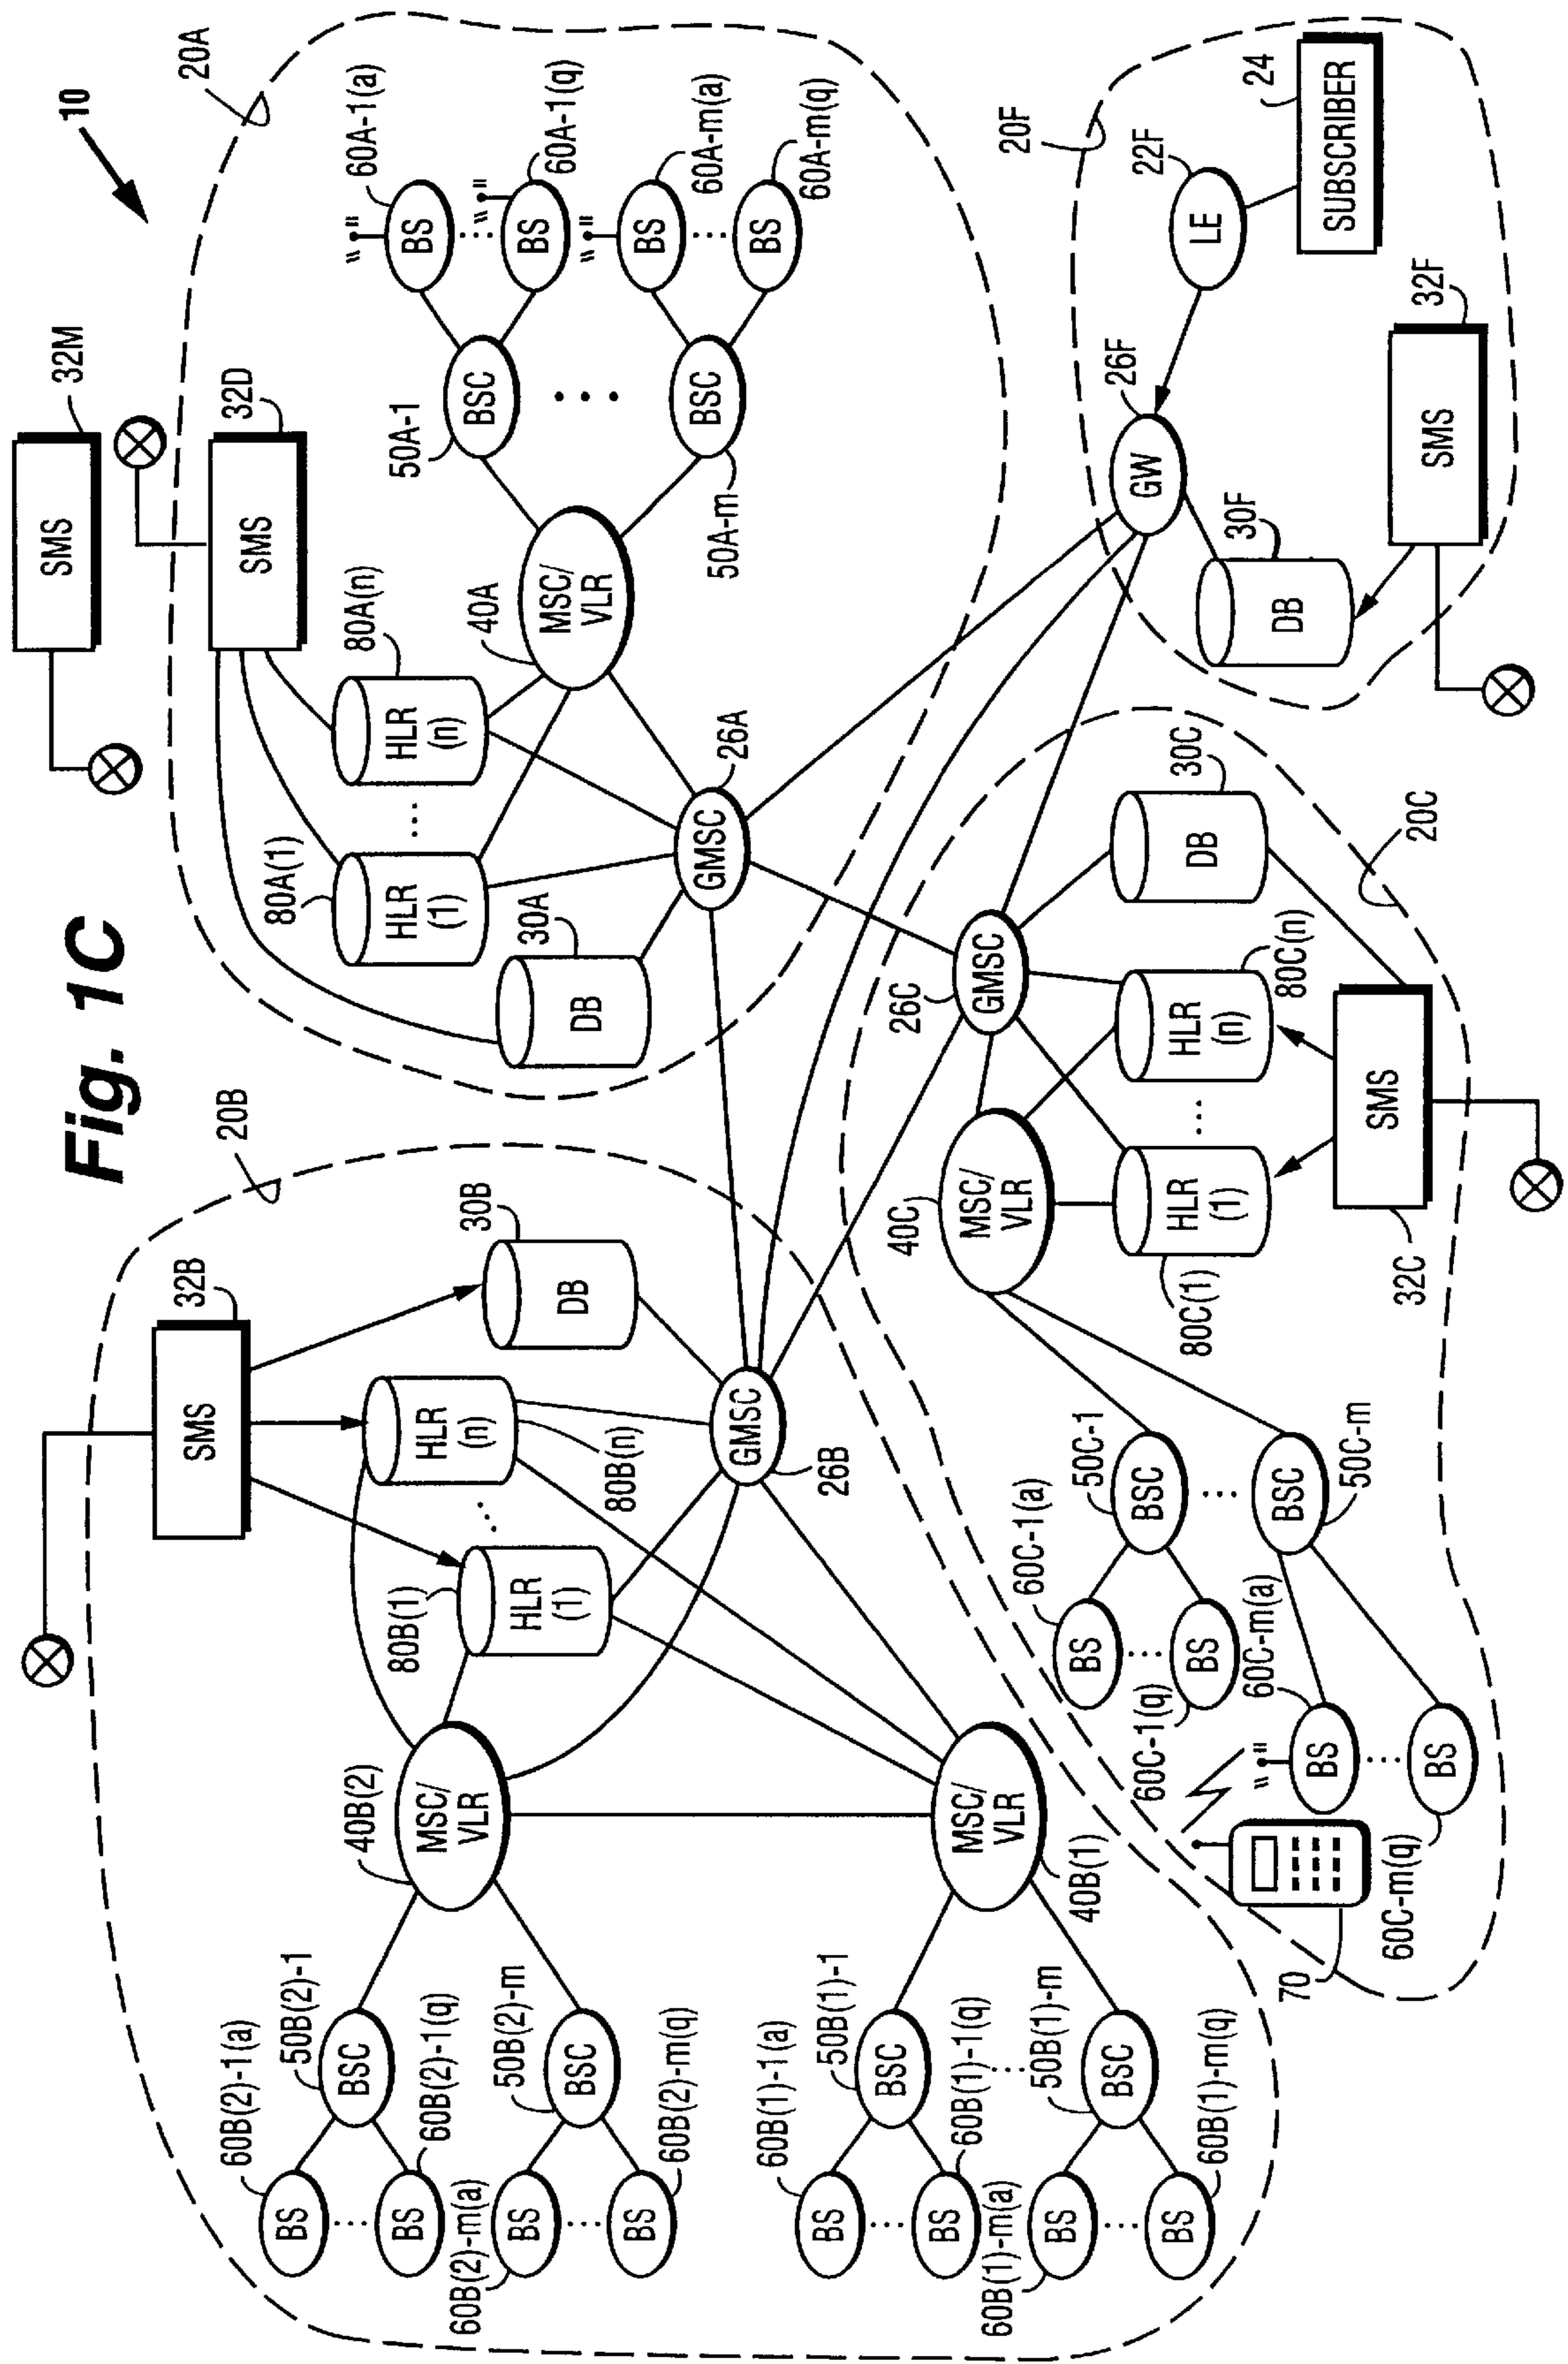 Fig. 1C
10
20A
20B
20C
20F
32M
SMS
32D
SMS
80A(n)
HLR
(n)
...
80A(1)
HLR
(1)
30A
DB
26A
GMSC
40A
MSC/
VLR
50A-1
BSC
...
BSC
50A-m
60A-1(a)
BS
" "
...
" "
BS
60A-1(q)
" "
BS
60A-m(a)
...
BS
60A-m(q)
32B
SMS
30B
DB
HLR
(n)
80B(n)
...
80B(1)
HLR
(1)
GMSC
26B
40B(2)
MSC/
VLR
MSC/
VLR
40B(1)
50B(2)-1
BSC
50B(2)-m
BSC
60B(2)-1(a)
BS
...
BS
60B(2)-1(q)
60B(2)-m(a)
BS
...
BS
60B(2)-m(q)
50B(1)-1
BSC
...
50B(1)-m
BSC
60B(1)-1(a)
BS
...
BS
60B(1)-1(q)
60B(1)-m(a)
BS
...
BS
60B(1)-m(q)
26C
GMSC
30C
DB
80C(n)
HLR
(n)
...
HLR
(1)
80C(1)
40C
MSC/
VLR
SMS
32C
50C-1
BSC
...
BSC
50C-m
60C-1(a)
BS
...
BS
60C-1(q)
60C-m(a)
" "
BS
...
BS
60C-m(q)
70
26F
GW
22F
LE
24
SUBSCRIBER
30F
DB
32F
SMS